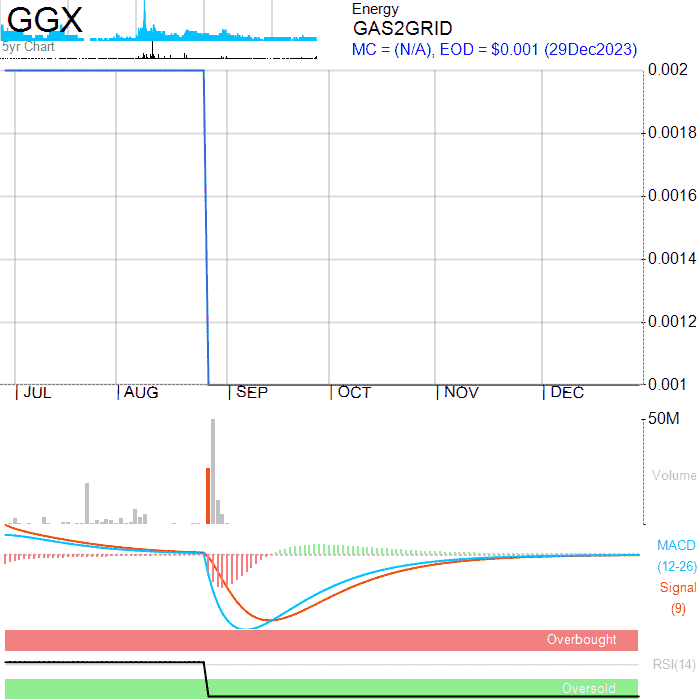 GGX
5yr Chart
Energy
GAS2GRID
MC = (N/A), EOD = $0.001 (29Dec2023)
0.002
0.0018
0.0016
0.0014
0.0012
0.001
JUL AUG SEP OCT NOV DEC
50M
Volume
MACD
(12-26)
Signal
(9)
Overbought
RSI(14)
Oversold